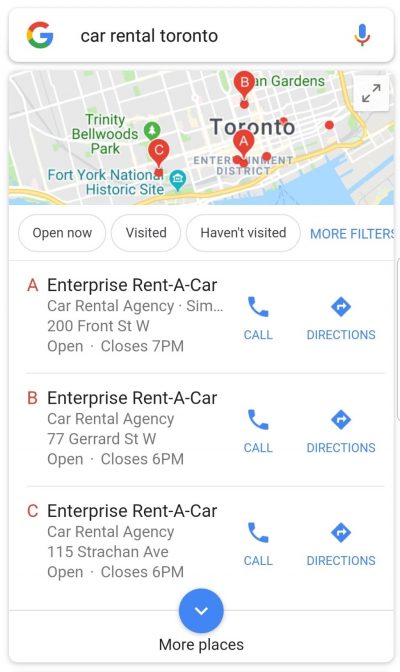 car rental toronto
an Gardens
B
Trinity
Bellwoods
Park
Toronto
A
C
ENTERTAINMENT
DISTRICT
Fort York National
Historic Site
Open now
Visited
Haven't visited
MORE FILTERS
A Enterprise Rent-A-Car
Car Rental Agency · Sim...
200 Front St W
Open · Closes 7PM
CALL
DIRECTIONS
B Enterprise Rent-A-Car
Car Rental Agency
77 Gerrard St W
Open · Closes 6PM
CALL
DIRECTIONS
C Enterprise Rent-A-Car
Car Rental Agency
115 Strachan Ave
Open · Closes 6PM
CALL
DIRECTIONS
More places